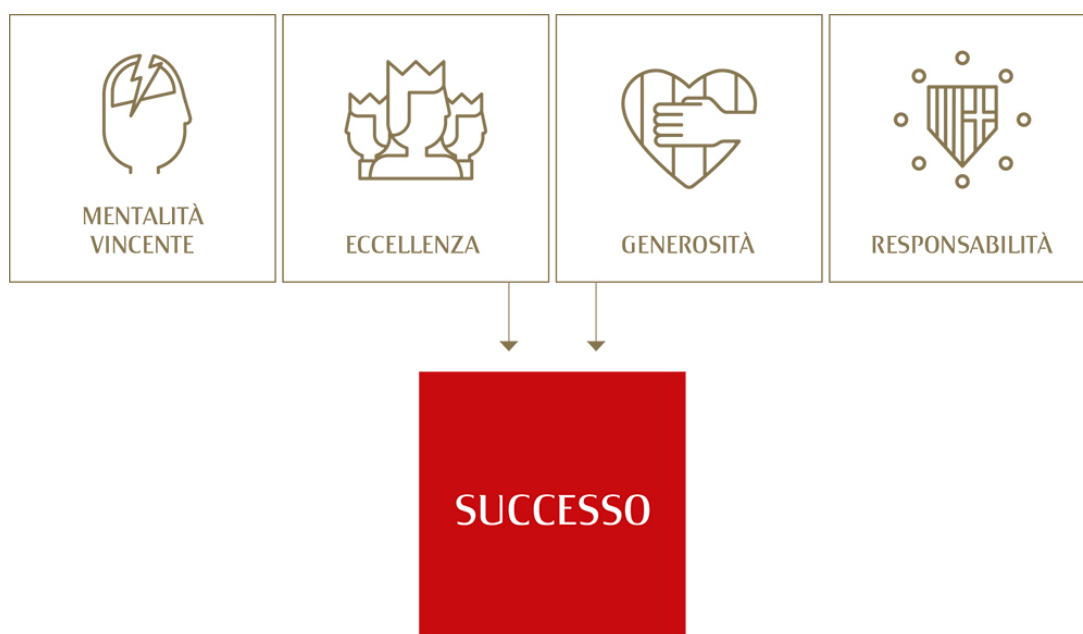 MENTALITÀ
VINCENTE
ECCELLENZA
GENEROSITÀ
RESPONSABILITÀ
SUCCESSO